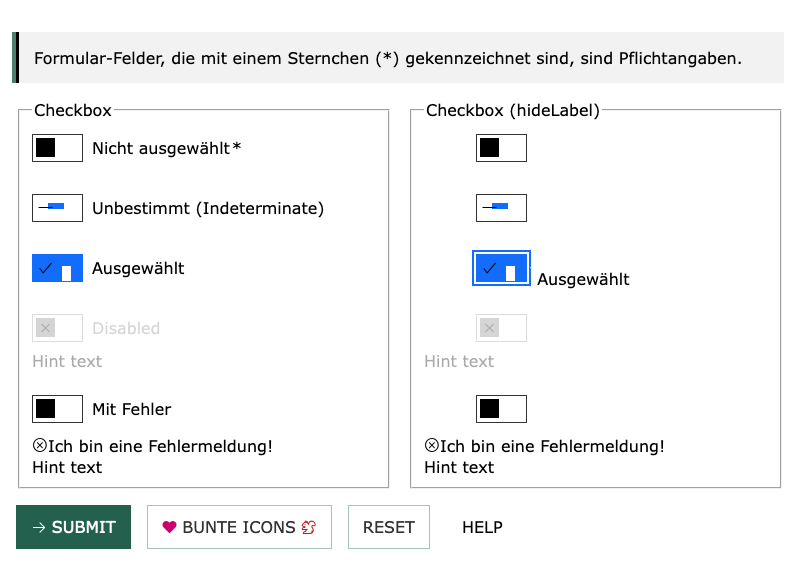 Formular-Felder, die mit einem Sternchen (*) gekennzeichnet sind, sind Pflichtangaben.
Checkbox
Nicht ausgewählt*
Unbestimmt (Indeterminate)
Ausgewählt
Disabled
Hint text
Mit Fehler
Ich bin eine Fehlermeldung!
Hint text
Checkbox (hideLabel)
Ausgewählt
Hint text
Ich bin eine Fehlermeldung!
Hint text
SUBMIT
BUNTE ICONS
RESET
HELP